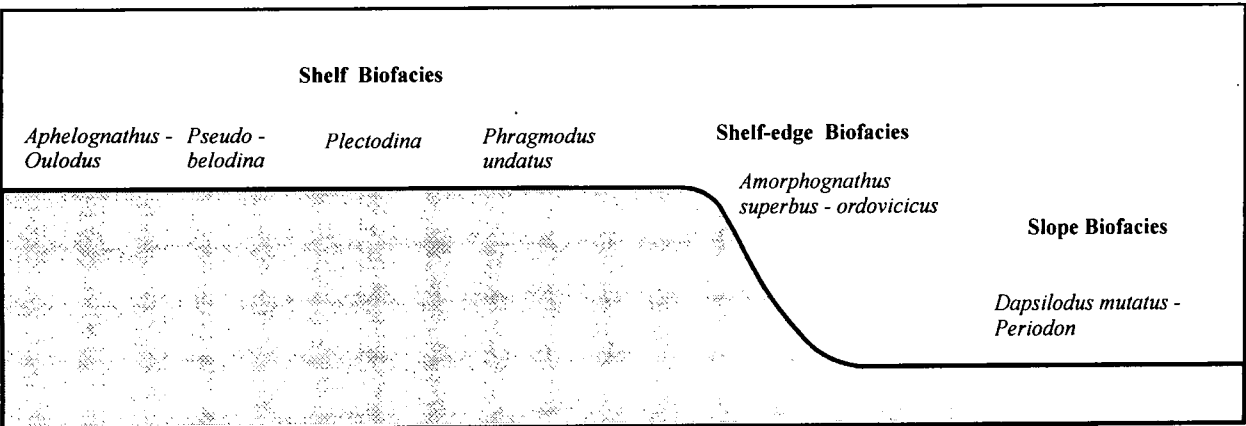 Shelf Biofacies
Aphelognathus -
Oulodus
Pseudo -
belodina
Plectodina
Phragmodus
undatus
Shelf-edge Biofacies
Amorphognathus
superbus - ordovicicus
Slope Biofacies
Dapsilodus mutatus -
Periodon